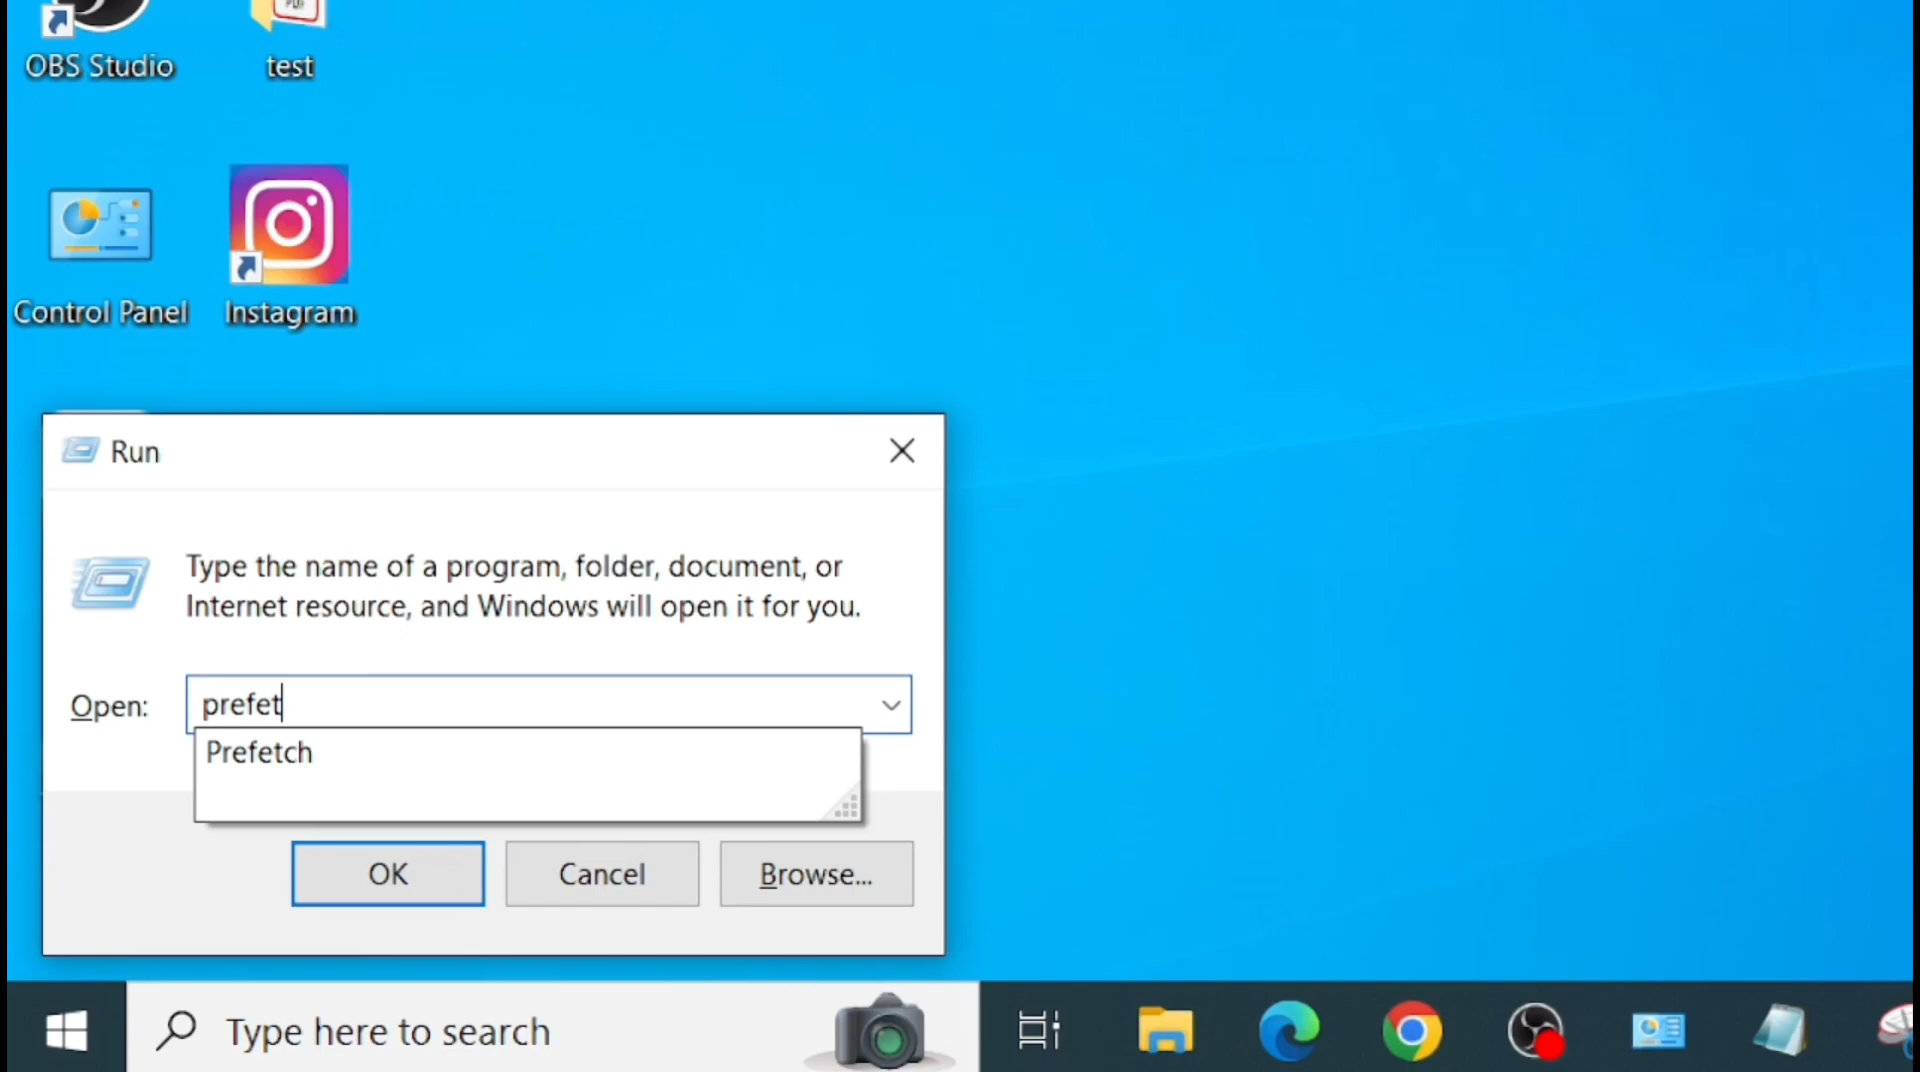 OBS Studio
test
PDF
Control Panel
Instagram
Run
Type the name of a program, folder, document, or
Internet resource, and Windows will open it for you.
Open:
prefet
Prefetch
OK
Cancel
Browse...
Type here to search